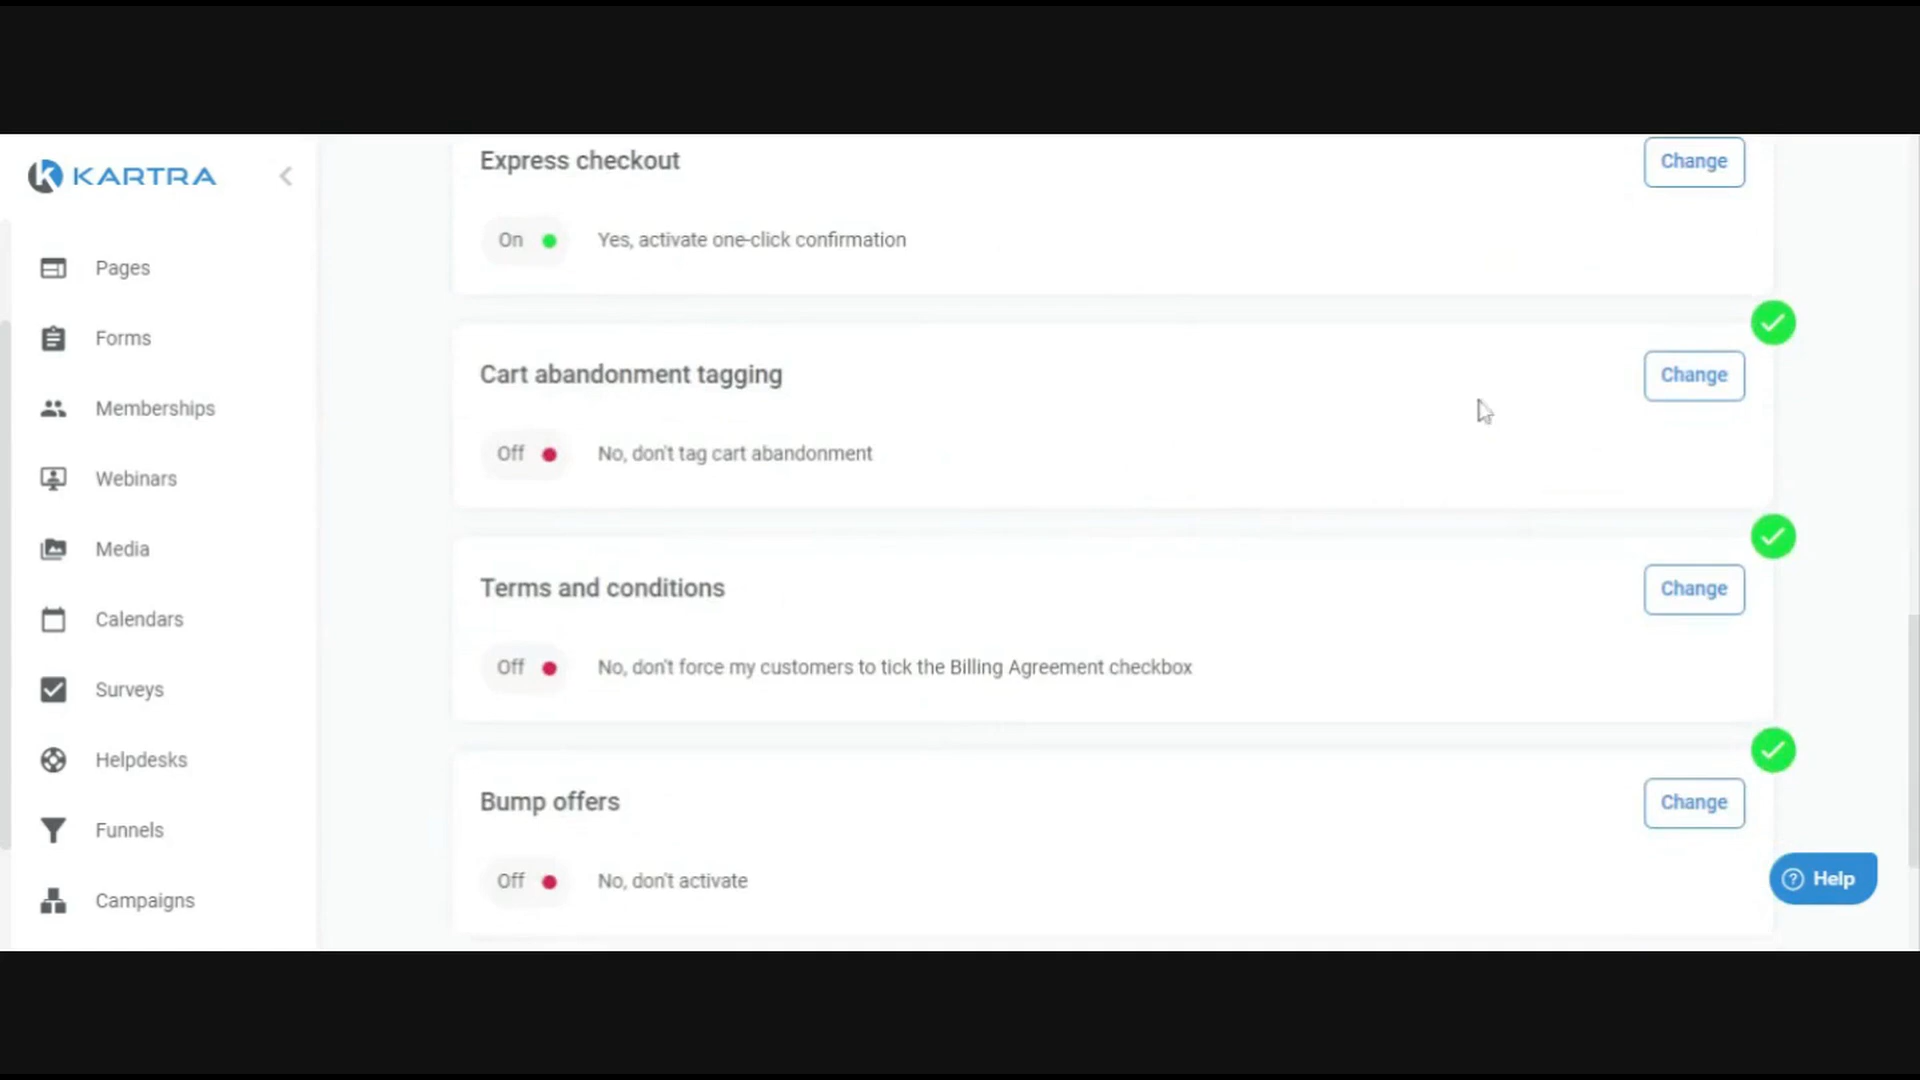 KARTRA
Pages
Forms
Memberships
Webinars
Media
Calendars
Surveys
Helpdesks
Funnels
Campaigns
Express checkout
Change
On
Yes, activate one-click confirmation
Cart abandonment tagging
Change
Off
No, don't tag cart abandonment
Terms and conditions
Change
Off
No, don't force my customers to tick the Billing Agreement checkbox
Bump offers
Change
Off
No, don't activate
Help